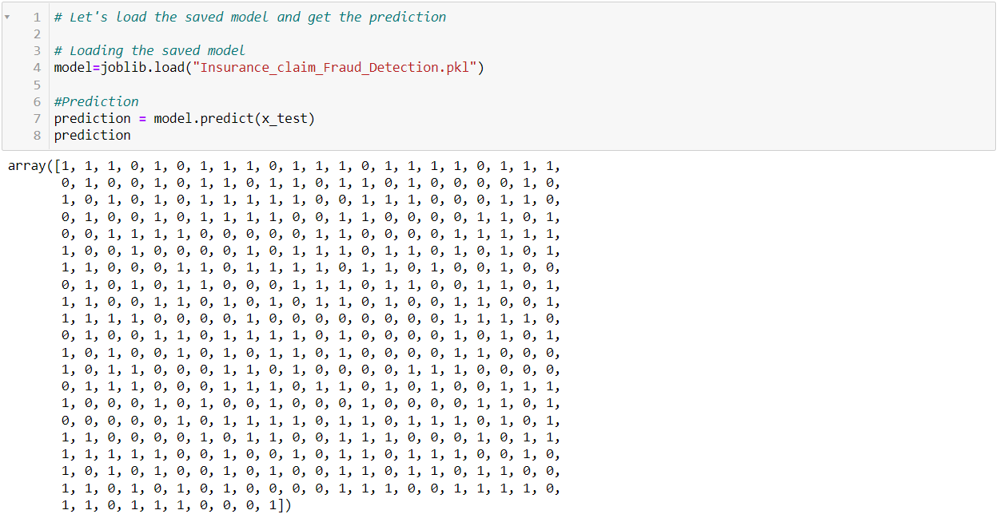 1 # Let's load the saved model and get the prediction
2
3 # Loading the saved model
4 model=joblib.load("Insurance_claim_Fraud_Detection.pkl")
5
6 #Prediction
7 prediction = model.predict(x_test)
8 prediction
array([1, 1, 1, 0, 1, 0, 1, 1, 1, 0, 1, 1, 1, 0, 1, 1, 1, 1, 0, 1, 1, 1,
0, 1, 0, 0, 1, 0, 1, 1, 0, 1, 1, 0, 1, 1, 0, 1, 0, 0, 0, 0, 1, 0,
1, 0, 1, 0, 1, 0, 1, 1, 1, 1, 1, 0, 0, 1, 1, 1, 0, 0, 0, 1, 1, 0,
0, 1, 0, 0, 1, 0, 1, 1, 1, 1, 0, 0, 1, 1, 0, 0, 0, 0, 1, 1, 0, 1,
0, 0, 1, 1, 1, 1, 0, 0, 0, 0, 0, 1, 1, 0, 0, 0, 0, 1, 1, 1, 1, 1,
1, 0, 0, 1, 0, 0, 0, 0, 1, 0, 1, 1, 1, 0, 1, 1, 0, 1, 0, 1, 0, 1,
1, 1, 0, 0, 0, 1, 1, 0, 1, 1, 1, 1, 0, 1, 1, 0, 1, 0, 0, 1, 0, 0,
0, 1, 0, 1, 0, 1, 1, 0, 0, 0, 1, 1, 1, 0, 1, 1, 0, 0, 1, 1, 0, 1,
1, 1, 0, 0, 1, 1, 0, 1, 0, 1, 0, 1, 1, 0, 1, 0, 0, 1, 1, 0, 0, 1,
1, 1, 1, 1, 0, 0, 0, 0, 1, 0, 0, 0, 0, 0, 0, 0, 0, 1, 1, 1, 1, 0,
0, 1, 0, 0, 1, 1, 0, 1, 1, 1, 1, 0, 1, 0, 0, 0, 0, 1, 0, 1, 0, 1,
1, 0, 1, 0, 0, 1, 0, 1, 0, 1, 1, 0, 1, 0, 0, 0, 0, 1, 1, 0, 0, 0,
1, 0, 1, 1, 0, 0, 0, 1, 1, 0, 1, 0, 0, 0, 0, 1, 1, 1, 0, 0, 0, 0,
0, 1, 1, 1, 0, 0, 0, 1, 1, 1, 0, 1, 1, 0, 1, 0, 1, 0, 0, 1, 1, 1,
1, 0, 0, 0, 1, 0, 1, 0, 0, 1, 0, 0, 0, 1, 0, 0, 0, 0, 1, 1, 0, 1,
0, 0, 0, 0, 0, 1, 0, 1, 1, 1, 1, 0, 1, 1, 0, 1, 1, 1, 0, 1, 0, 1,
1, 1, 0, 0, 0, 0, 1, 0, 1, 1, 0, 0, 1, 1, 1, 0, 0, 0, 1, 0, 1, 1,
1, 1, 1, 1, 1, 0, 0, 1, 0, 0, 1, 0, 1, 1, 0, 1, 1, 1, 0, 0, 1, 0,
1, 0, 1, 0, 1, 0, 0, 1, 0, 1, 0, 0, 1, 1, 0, 1, 1, 0, 1, 1, 0, 0,
1, 1, 0, 1, 0, 1, 0, 1, 0, 0, 0, 0, 1, 1, 1, 0, 0, 1, 1, 1, 1, 0,
1, 1, 0, 1, 1, 1, 0, 0, 0, 1])